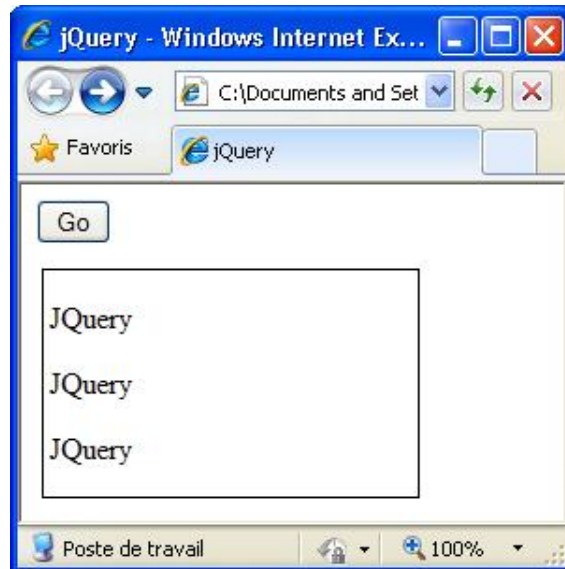 jQuery - Windows Internet Ex...
C:\Documents and Set
Favoris
jQuery
Go
JQuery
JQuery
JQuery
Poste de travail
100%